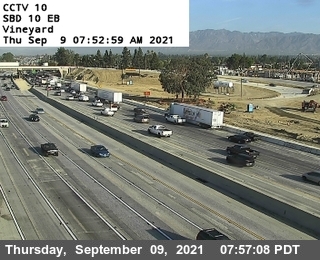 CCTV 10
SBD 10 EB
Vineyard
Thu Sep  9 07:52:59 AM 2021
Thursday, September 09, 2021 07:57:08 PDT